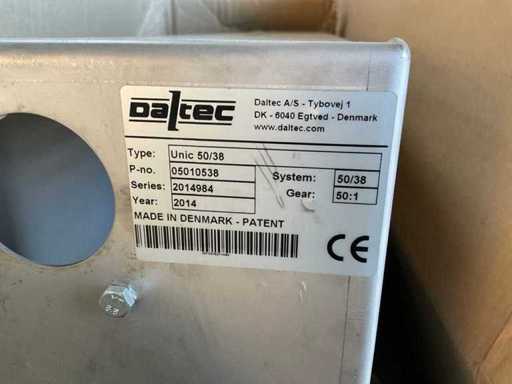 Daltec
Daltec A/S - Tybovej 1
DK - 6040 Egtved - Denmark
www.daltec.com
Type: Unic 50/38
P-no. 05010538 System: 50/38
Series: 2014984 Gear: 50:1
Year: 2014
MADE IN DENMARK - PATENT
CE